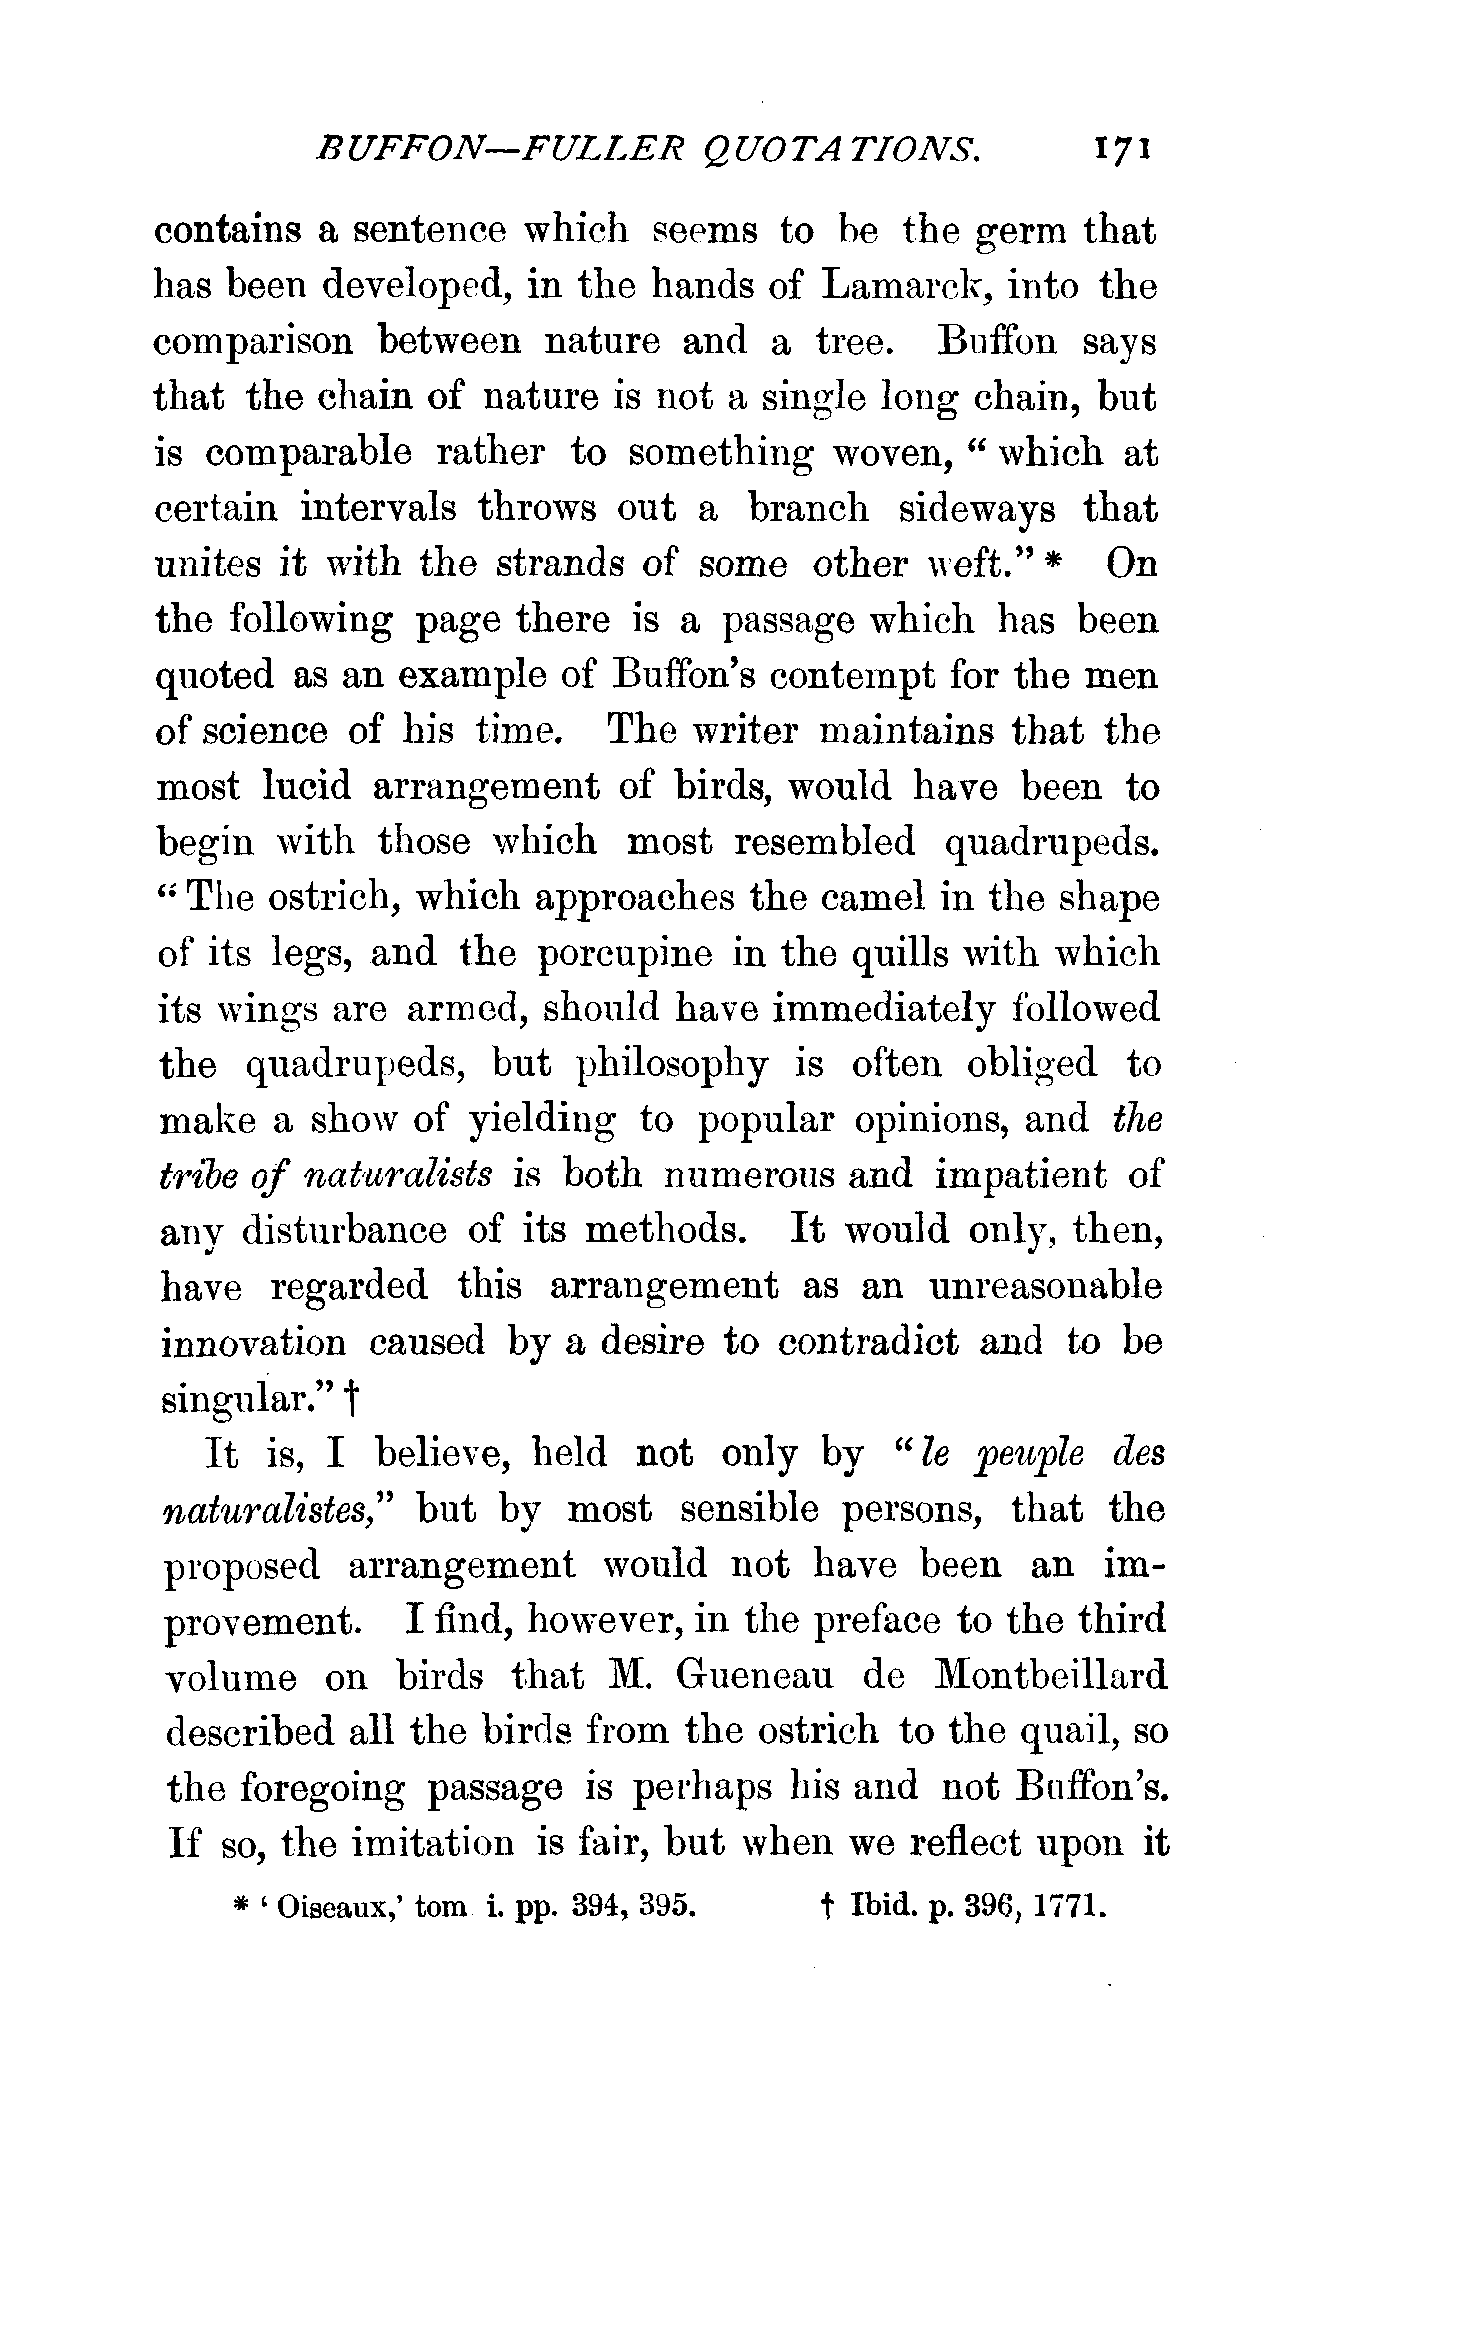 BUFFON—FULLER QUOTATIONS. 171
contains a sentence which seems to be the germ that
has been developed, in the hands of Lamarck, into the
comparison between nature and a tree. Buffon says
that the chain of nature is not a single long chain, but
is comparable rather to something woven, “ which at
certain intervals throws out a branch sideways that
unites it with the strands of some other weft.” * On
the following page there is a passage which has been
quoted as an example of Buffon’s contempt for the men
of science of his time. The writer maintains that the
most lucid arrangement of birds, would have been to
begin with those which most resembled quadrupeds.
“ The ostrich, which approaches the camel in the shape
of its legs, and the porcupine in the quills with which
its wings are armed, should have immediately followed
the quadrupeds, but philosophy is often obliged to
make a show of yielding to popular opinions, and the
tribe of naturalists is both numerous and impatient of
any disturbance of its methods. It would only, then,
have regarded this arrangement as an unreasonable
innovation caused by a desire to contradict and to be
singular.” †
It is, I believe, held not only by “ le peuple des
naturalistes,” but by most sensible persons, that the
proposed arrangement would not have been an im-
provement. I find, however, in the preface to the third
volume on birds that M. Gueneau de Montbeillard
described all the birds from the ostrich to the quail, so
the foregoing passage is perhaps his and not Buffon’s.
If so, the imitation is fair, but when we reflect upon it
* ‘ Oiseaux,’ tom i. pp. 394, 395. † Ibid. p. 396, 1771.